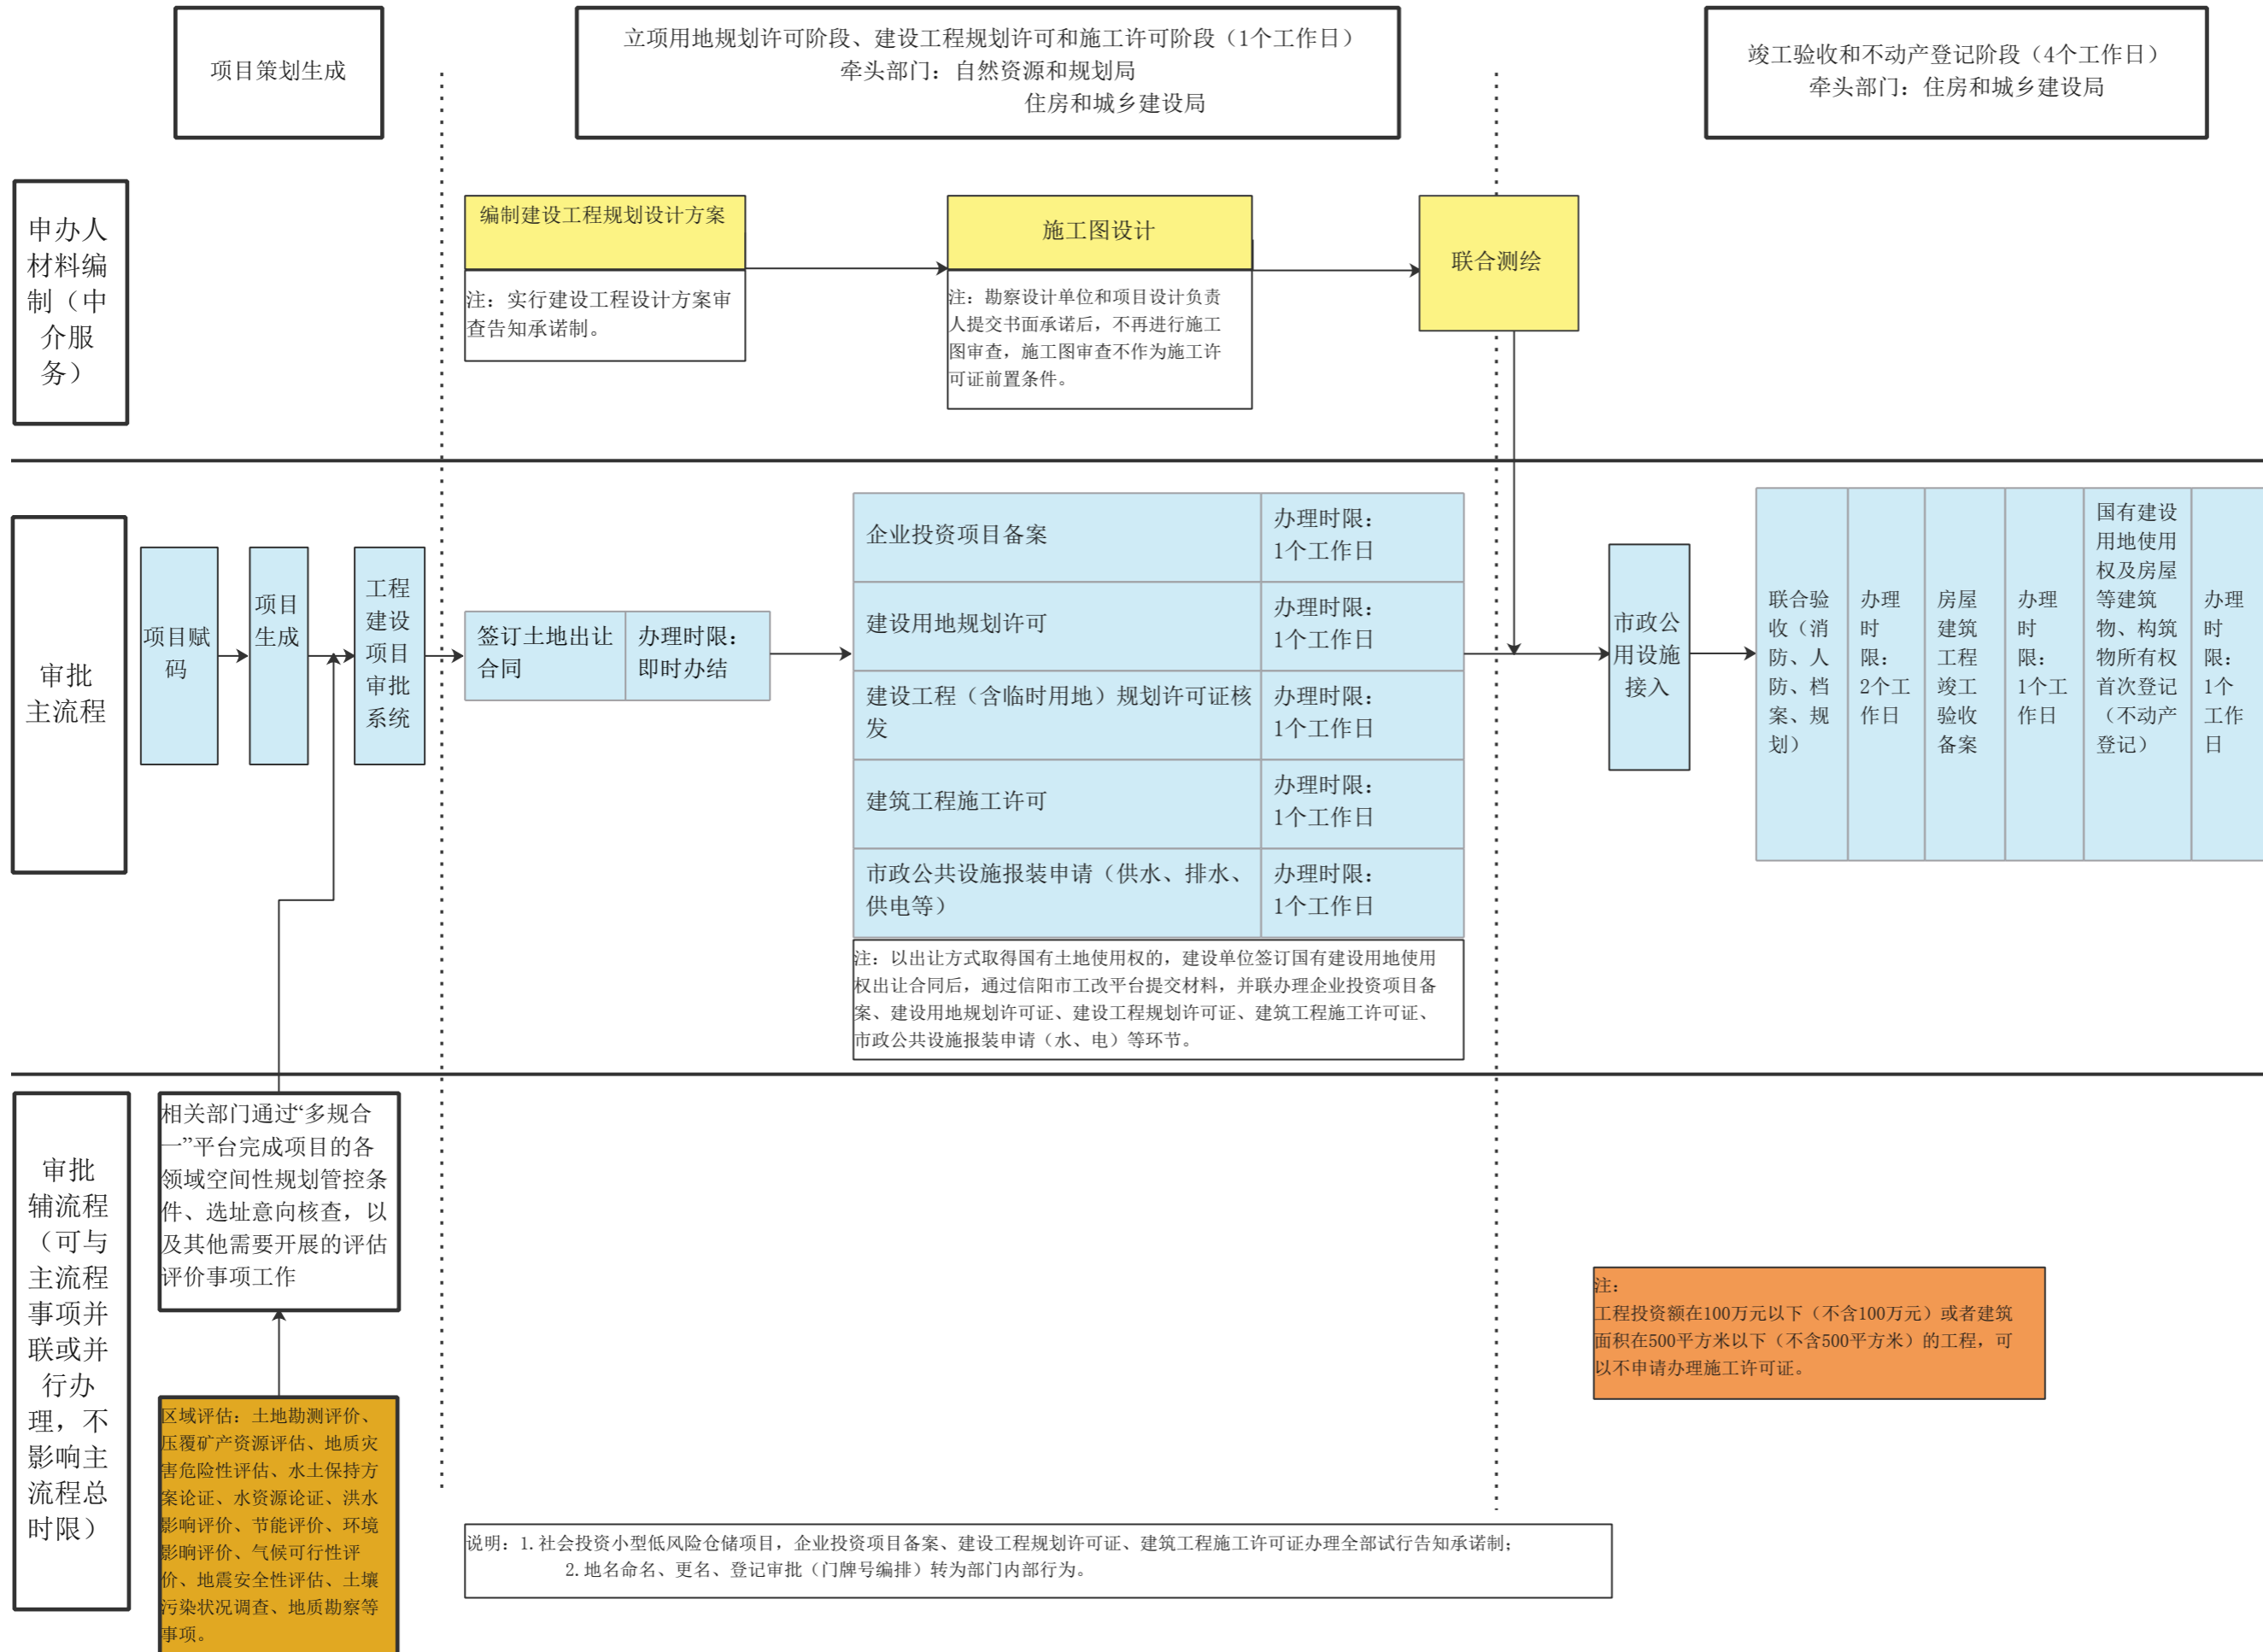 项目策划生成
立项用地规划许可阶段、建设工程规划许可和施工许可阶段（1个工作日）
牵头部门：自然资源和规划局
住房和城乡建设局
竣工验收和不动产登记阶段（4个工作日）
牵头部门：住房和城乡建设局
申办人
材料编
制（中
介服
务）
编制建设工程规划设计方案
注：实行建设工程设计方案审
查告知承诺制。
施工图设计
注：勘察设计单位和项目设计负责
人提交书面承诺后，不再进行施工
图审查，施工图审查不作为施工许
可证前置条件。
联合测绘
审批
主流程
项目赋
码
项目
生成
工程
建设
项目
审批
系统
签订土地出让
合同
办理时限：
即时办结
企业投资项目备案
办理时限：
1个工作日
建设用地规划许可
办理时限：
1个工作日
建设工程（含临时用地）规划许可证核
发
办理时限：
1个工作日
建筑工程施工许可
办理时限：
1个工作日
市政公共设施报装申请（供水、排水、
供电等）
办理时限：
1个工作日
注：以出让方式取得国有土地使用权的，建设单位签订国有建设用地使用
权出让合同后，通过信阳市工改平台提交材料，并联办理企业投资项目备
案、建设用地规划许可证、建设工程规划许可证、建筑工程施工许可证、
市政公共设施报装申请（水、电）等环节。
市政公
用设施
接入
联合验
收（消
防、人
防、档
案、规
划）
办理
时
限：
2个工
作日
房屋
建筑
工程
竣工
验收
备案
办理
时
限：
1个工
作日
国有建设
用地使用
权及房屋
等建筑
物、构筑
物所有权
首次登记
（不动产
登记）
办理
时
限：
1个
工作
日
审批
辅流程
（可与
主流程
事项并
联或并
行办
理，不
影响主
流程总
时限）
相关部门通过“多规合
一”平台完成项目的各
领域空间性规划管控条
件、选址意向核查，以
及其他需要开展的评估
评价事项工作
区域评估：土地勘测评价、
压覆矿产资源评估、地质灾
害危险性评估、水土保持方
案论证、水资源论证、洪水
影响评价、节能评价、环境
影响评价、气候可行性评
价、地震安全性评估、土壤
污染状况调查、地质勘察等
事项。
注：
工程投资额在100万元以下（不含100万元）或者建筑
面积在500平方米以下（不含500平方米）的工程，可
以不申请办理施工许可证。
说明：1.社会投资小型低风险仓储项目，企业投资项目备案、建设工程规划许可证、建筑工程施工许可证办理全部试行告知承诺制；
2.地名命名、更名、登记审批（门牌号编排）转为部门内部行为。